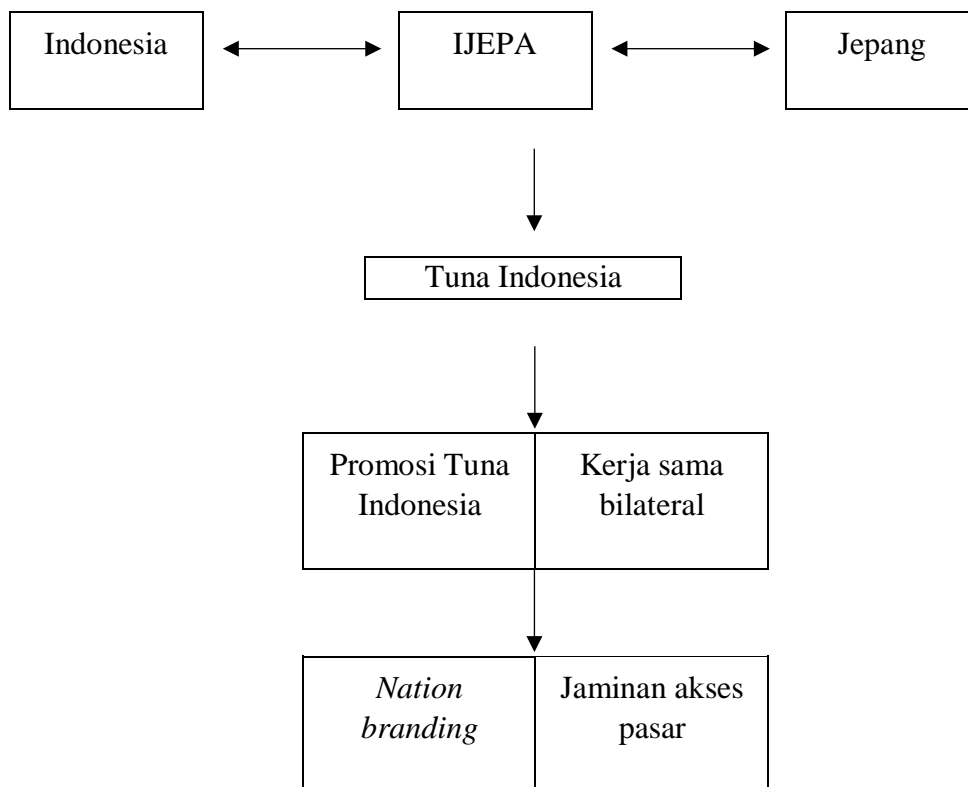 Indonesia
IJEPA
Jepang
Tuna Indonesia
Promosi Tuna
Indonesia
Kerja sama
bilateral
Nation
branding
Jaminan akses
pasar